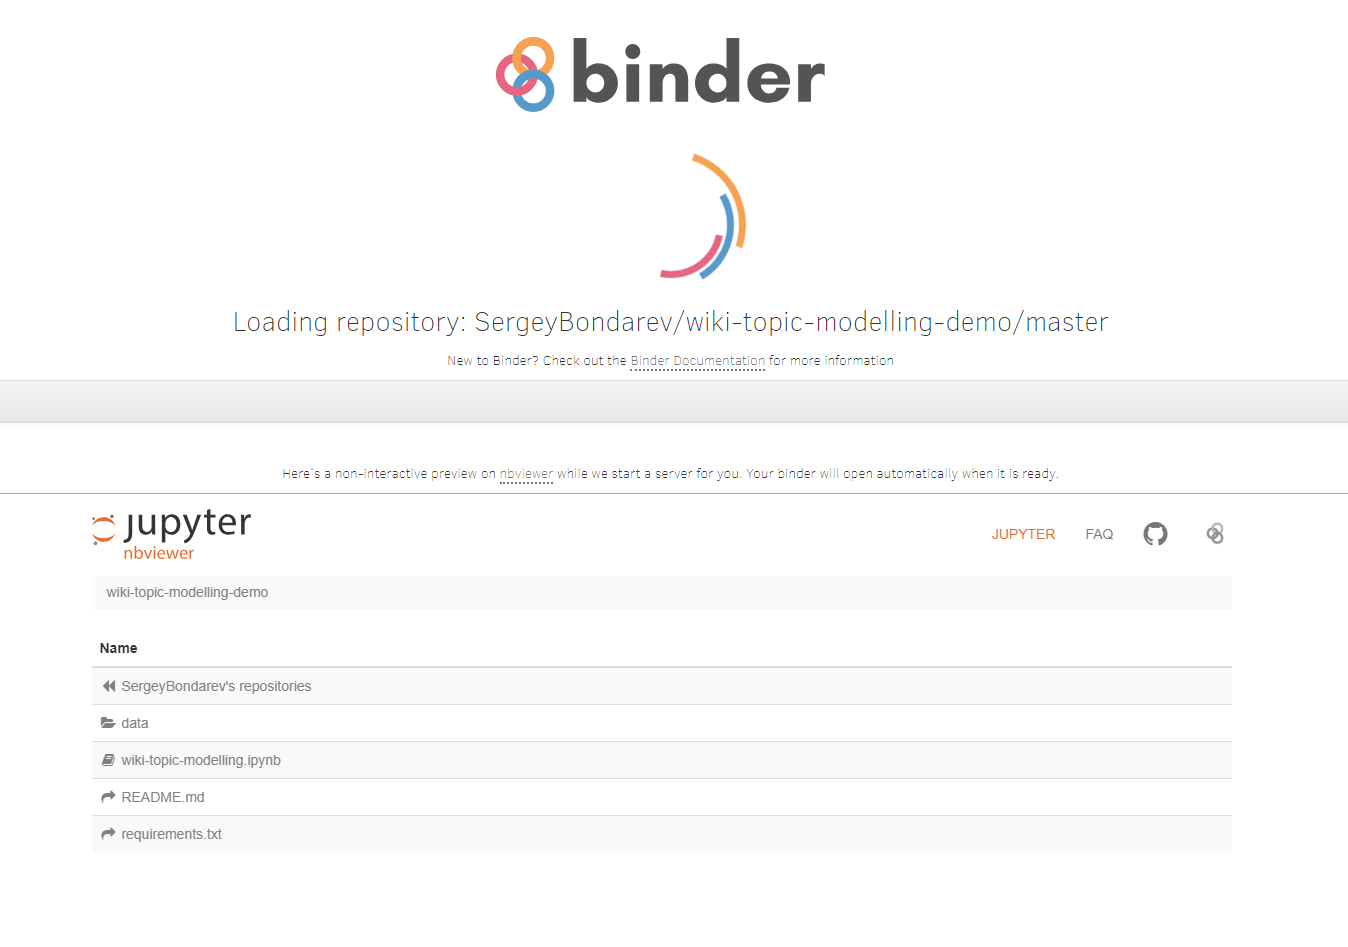 binder
Loading repository: SergeyBondarev/wiki-topic-modelling-demo/master
New to Binder? Check out the Binder Documentation for more information
Here's a non-interactive preview on nbviewer while we start a server for you. Your binder will open automatically when it is ready.
jupyter
nbviewer
JUPYTER FAQ
wiki-topic-modelling-demo
Name
SergeyBondarev's repositories
data
wiki-topic-modelling.ipynb
README.md
requirements.txt